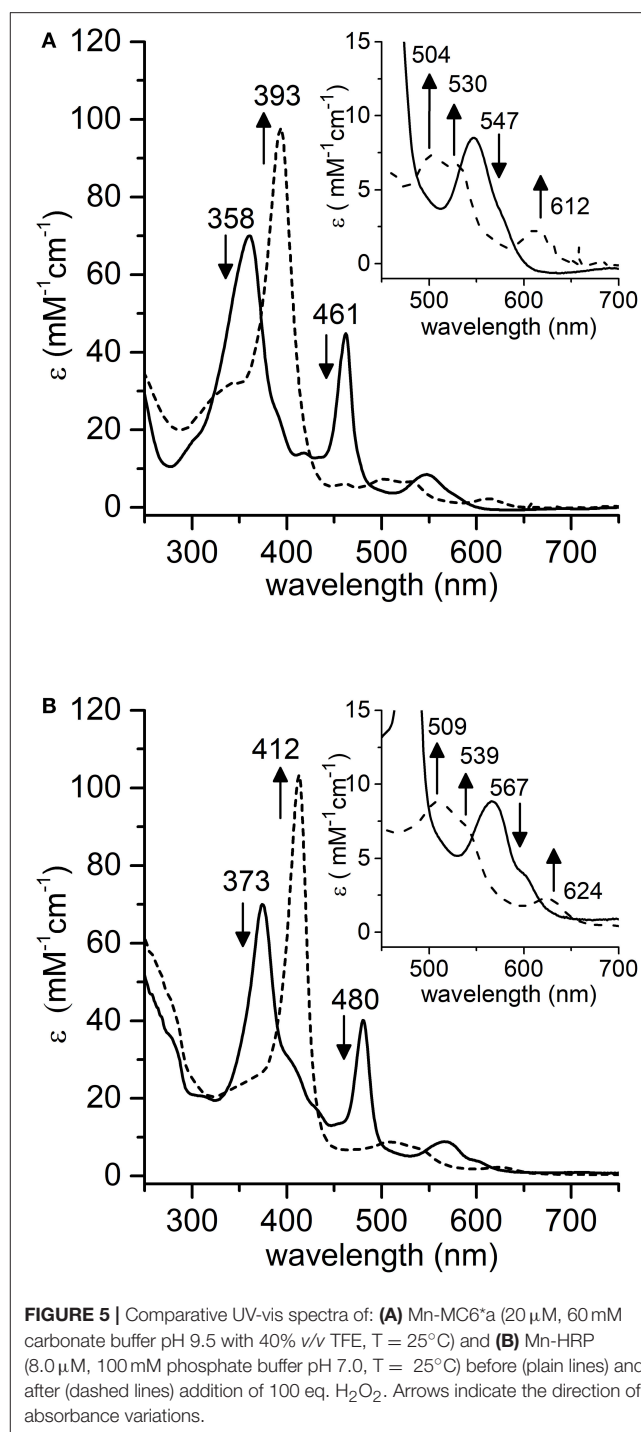 A
120
100
80
60
40
20
0
ε (mM⁻¹cm⁻¹)
358
393
461
300 400 500 600 700
wavelength (nm)
15
10
5
0
ε ( mM⁻¹cm⁻¹)
504
530
547
612
500 600 700
wavelength (nm)
B
120
100
80
60
40
20
0
ε (mM⁻¹cm⁻¹)
373
412
480
300 400 500 600 700
wavelength (nm)
15
10
5
0
ε ( mM⁻¹cm⁻¹)
509
539
567
624
500 600 700
wavelength (nm)
FIGURE 5 | Comparative UV-vis spectra of: (A) Mn-MC6*a (20 μM, 60 mM
carbonate buffer pH 9.5 with 40% v/v TFE, T = 25°C) and (B) Mn-HRP
(8.0 μM, 100 mM phosphate buffer pH 7.0, T = 25°C) before (plain lines) and
after (dashed lines) addition of 100 eq. H₂O₂. Arrows indicate the direction of
absorbance variations.